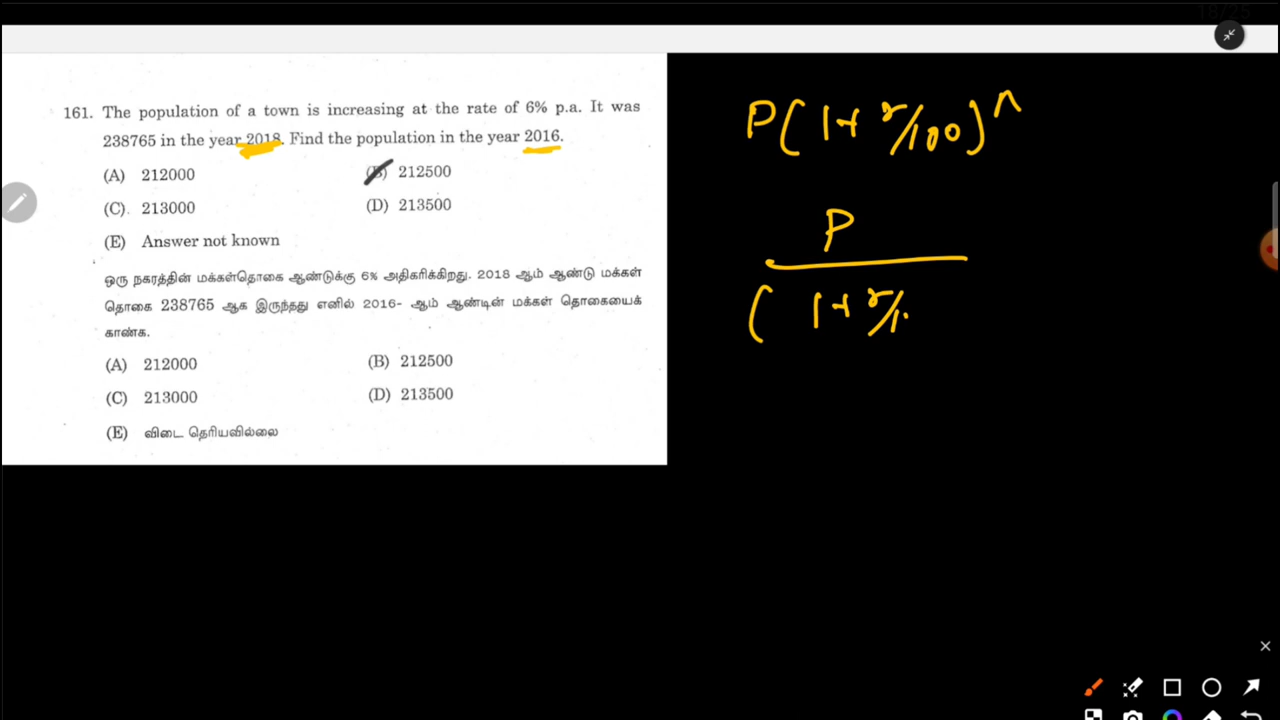 18/25
161. The population of a town is increasing at the rate of 6% p.a. It was
238765 in the year 2018. Find the population in the year 2016.
(A) 212000
(B) 212500
(C). 213000
(D) 213500
(E) Answer not known
ஒரு நகரத்தின் மக்கள்தொகை ஆண்டுக்கு 6% அதிகரிக்கிறது. 2018 ஆம் ஆண்டு மக்கள்
தொகை 238765 ஆக இருந்தது எனில் 2016- ஆம் ஆண்டின் மக்கள் தொகையைக்
காண்க.
(A) 212000
(B) 212500
(C) 213000
(D) 213500
(E) விடை தெரியவில்லை
P(1+r/100)^n
P
(1+r/1